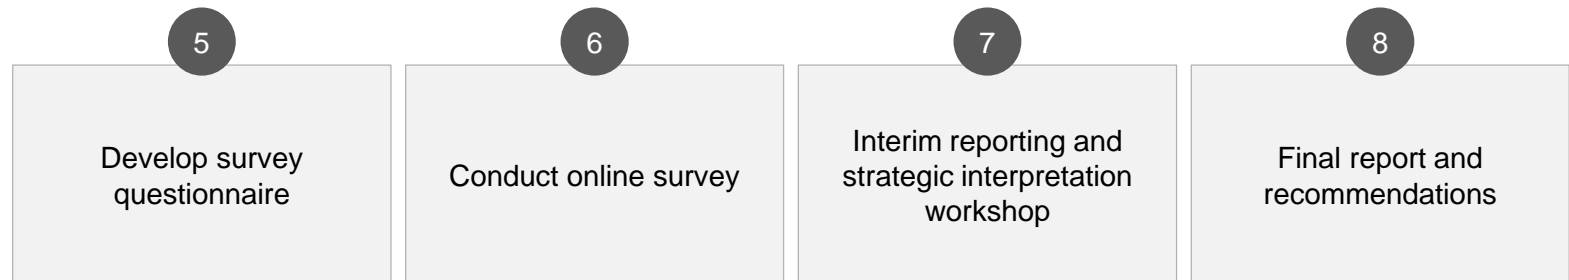 5
6
7
8
Develop survey
questionnaire
Conduct online survey
Interim reporting and
strategic interpretation
workshop
Final report and
recommendations